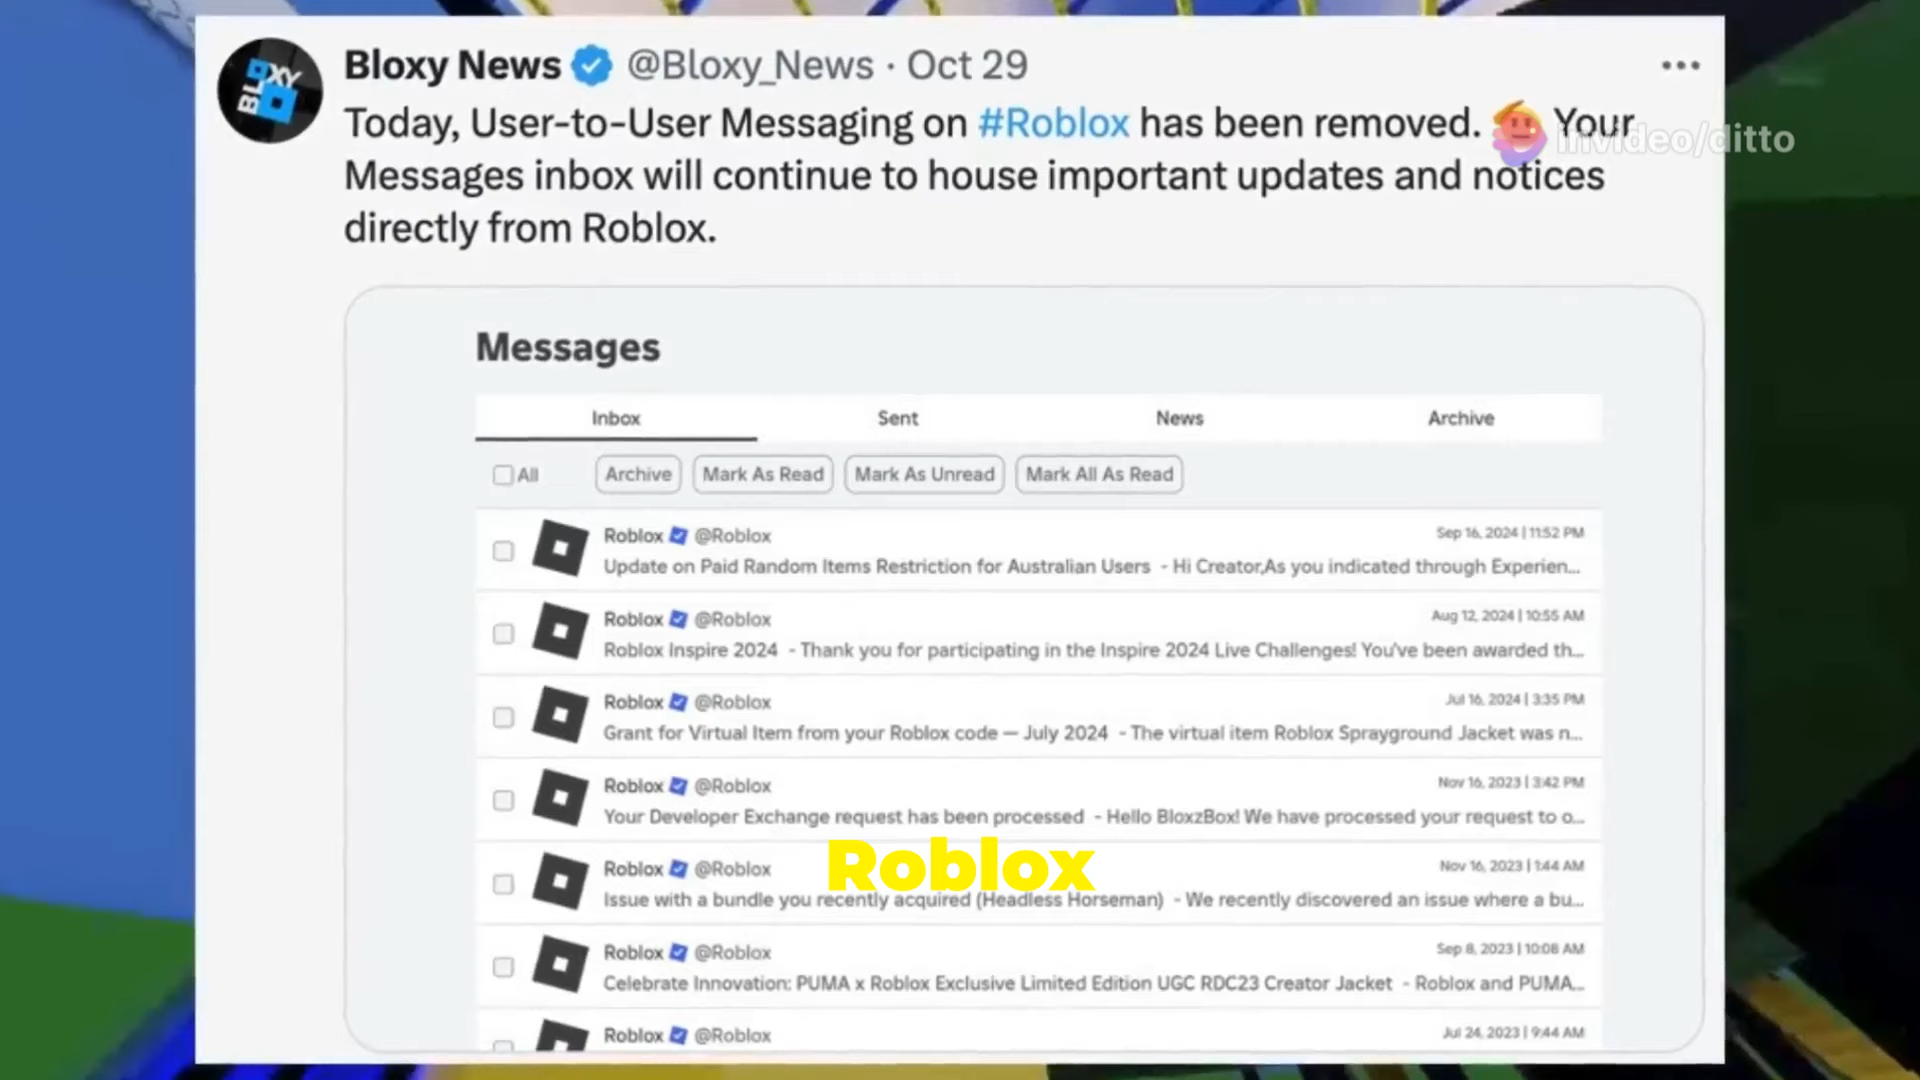 BLOXY
Bloxy News @Bloxy_News · Oct 29
Today, User-to-User Messaging on #Roblox has been removed. Your
invideo/ditto
Messages inbox will continue to house important updates and notices
directly from Roblox.
Messages
Inbox Sent News Archive
All Archive Mark As Read Mark As Unread Mark All As Read
Roblox @Roblox Sep 16, 2024 | 11:52 PM
Update on Paid Random Items Restriction for Australian Users - Hi Creator,As you indicated through Experien...
Roblox @Roblox Aug 12, 2024 | 10:55 AM
Roblox Inspire 2024 - Thank you for participating in the Inspire 2024 Live Challenges! You've been awarded th...
Roblox @Roblox Jul 16, 2024 | 3:35 PM
Grant for Virtual Item from your Roblox code — July 2024 - The virtual item Roblox Sprayground Jacket was n...
Roblox @Roblox Nov 16, 2023 | 3:42 PM
Your Developer Exchange request has been processed - Hello BloxzBox! We have processed your request to o...
Roblox
Roblox @Roblox Nov 16, 2023 | 1:44 AM
Issue with a bundle you recently acquired (Headless Horseman) - We recently discovered an issue where a bu...
Roblox @Roblox Sep 8, 2023 | 10:08 AM
Celebrate Innovation: PUMA x Roblox Exclusive Limited Edition UGC RDC23 Creator Jacket - Roblox and PUMA...
Roblox @Roblox Jul 24, 2023 | 9:44 AM